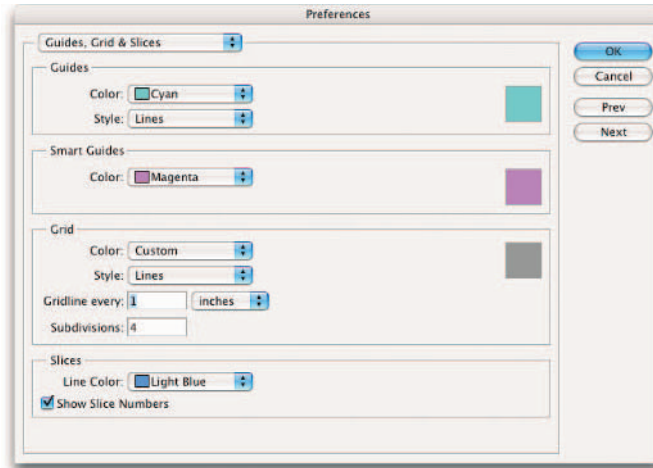 Preferences
Guides, Grid & Slices
OK
Cancel
Prev
Next
Guides
Color: Cyan
Style: Lines
Smart Guides
Color: Magenta
Grid
Color: Custom
Style: Lines
Gridline every: 1 inches
Subdivisions: 4
Slices
Line Color: Light Blue
Show Slice Numbers